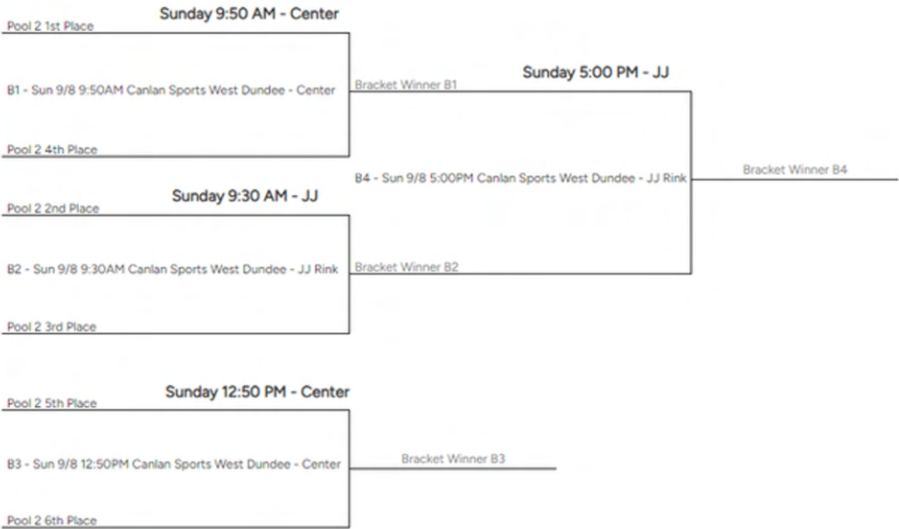 Sunday 9:50 AM - Center
Pool 2 1st Place
B1 - Sun 9/8 9:50AM Canlan Sports West Dundee - Center
Pool 2 4th Place
Sunday 9:30 AM - JJ
Pool 2 2nd Place
B2 - Sun 9/8 9:30AM Canlan Sports West Dundee - JJ Rink
Pool 2 3rd Place
Sunday 5:00 PM - JJ
Bracket Winner B1
B4 - Sun 9/8 5:00PM Canlan Sports West Dundee - JJ Rink
Bracket Winner B2
Bracket Winner B4
Sunday 12:50 PM - Center
Pool 2 5th Place
B3 - Sun 9/8 12:50PM Canlan Sports West Dundee - Center
Pool 2 6th Place
Bracket Winner B3